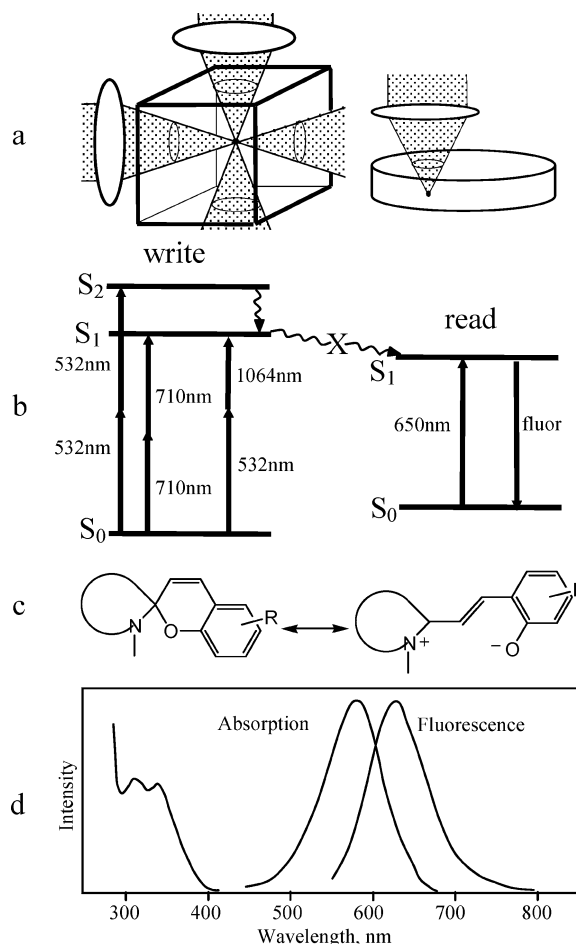 a
write
S2
read
S1
X
S1
532nm
1064nm
710nm
b
650nm
fluor
532nm
532nm
710nm
S0
S0
c
N
O
R
N+
−O
d
Absorption
Fluorescence
Intensity
300 400 500 600 700 800
Wavelength, nm